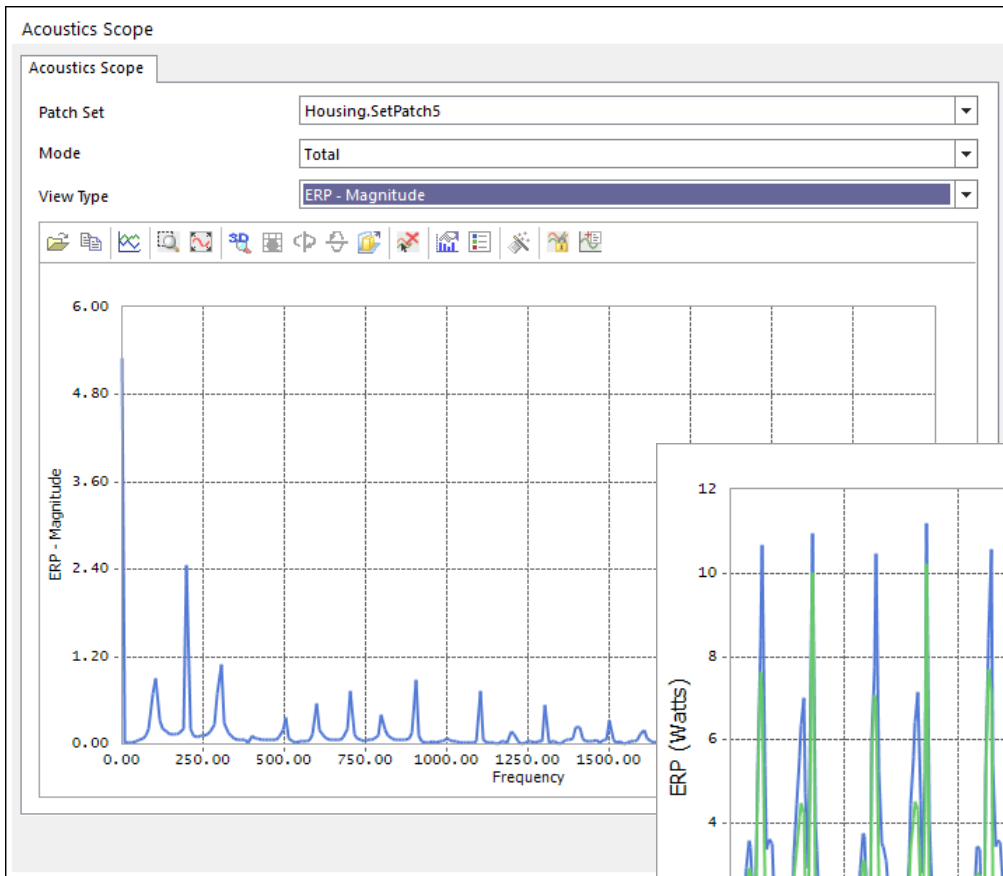 Acoustics Scope
Acoustics Scope
Patch Set Housing.SetPatch5
Mode Total
View Type ERP - Magnitude
3D
6.00
4.80
3.60
2.40
1.20
0.00
ERP - Magnitude
0.00 250.00 500.00 750.00 1000.00 1250.00 1500.00
Frequency
12
10
8
6
4
ERP (Watts)